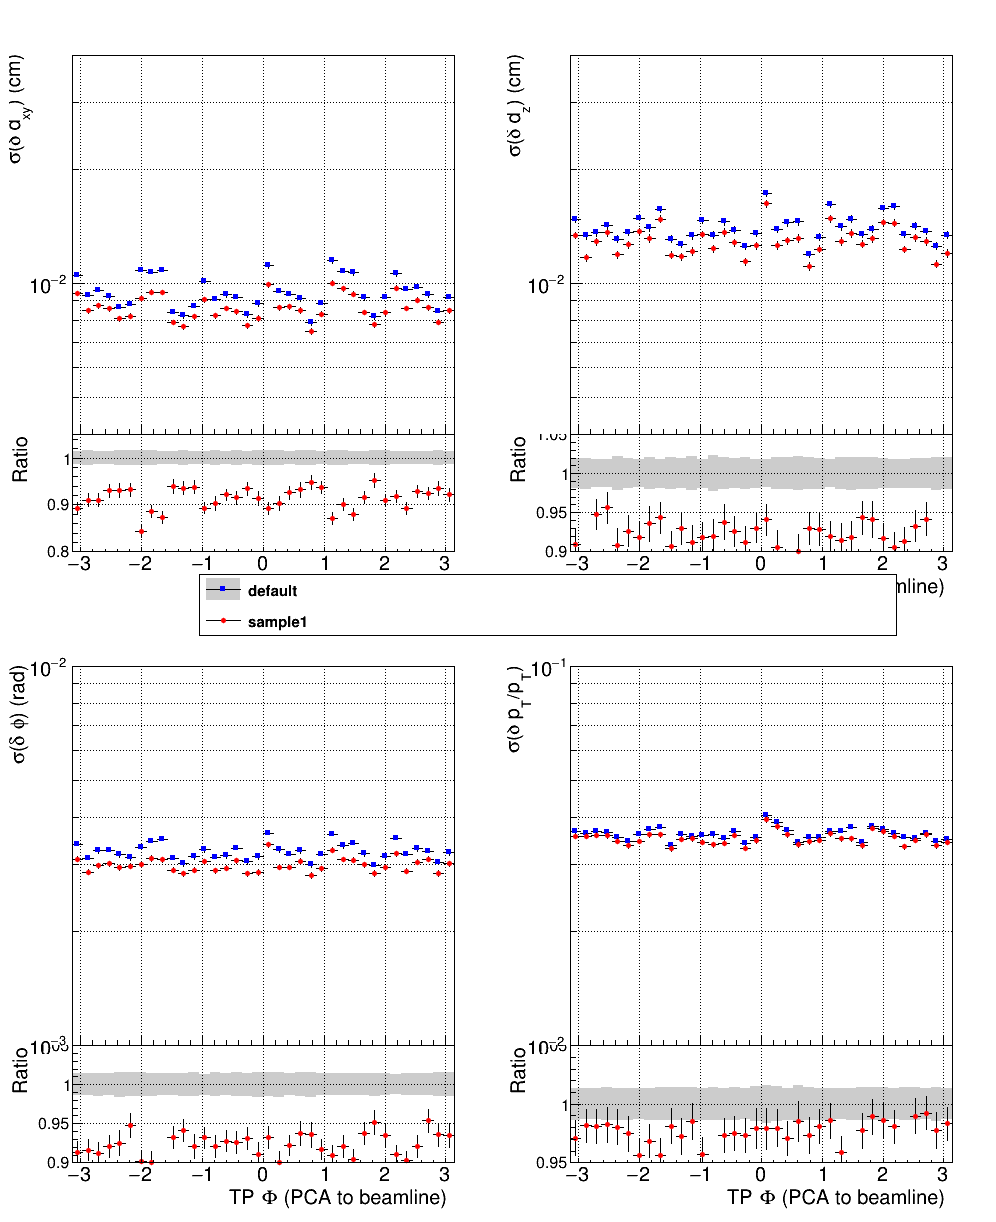 σ(δ d_xy) (cm)
10⁻²
Ratio
1
0.9
0.8
−3 −2 −1 0 1 2 3
σ(δ d_z) (cm)
10⁻²
Ratio
1.05
1
0.95
0.9
−3 −2 −1 0 1 2 3
mline)
default
sample1
σ(δ φ) (rad)
10⁻²
10⁻³
Ratio
1
0.95
0.9
−3 −2 −1 0 1 2 3
TP Φ (PCA to beamline)
σ(δ p_T/p_T)
10⁻¹
10⁻²
Ratio
1
0.95
−3 −2 −1 0 1 2 3
TP Φ (PCA to beamline)